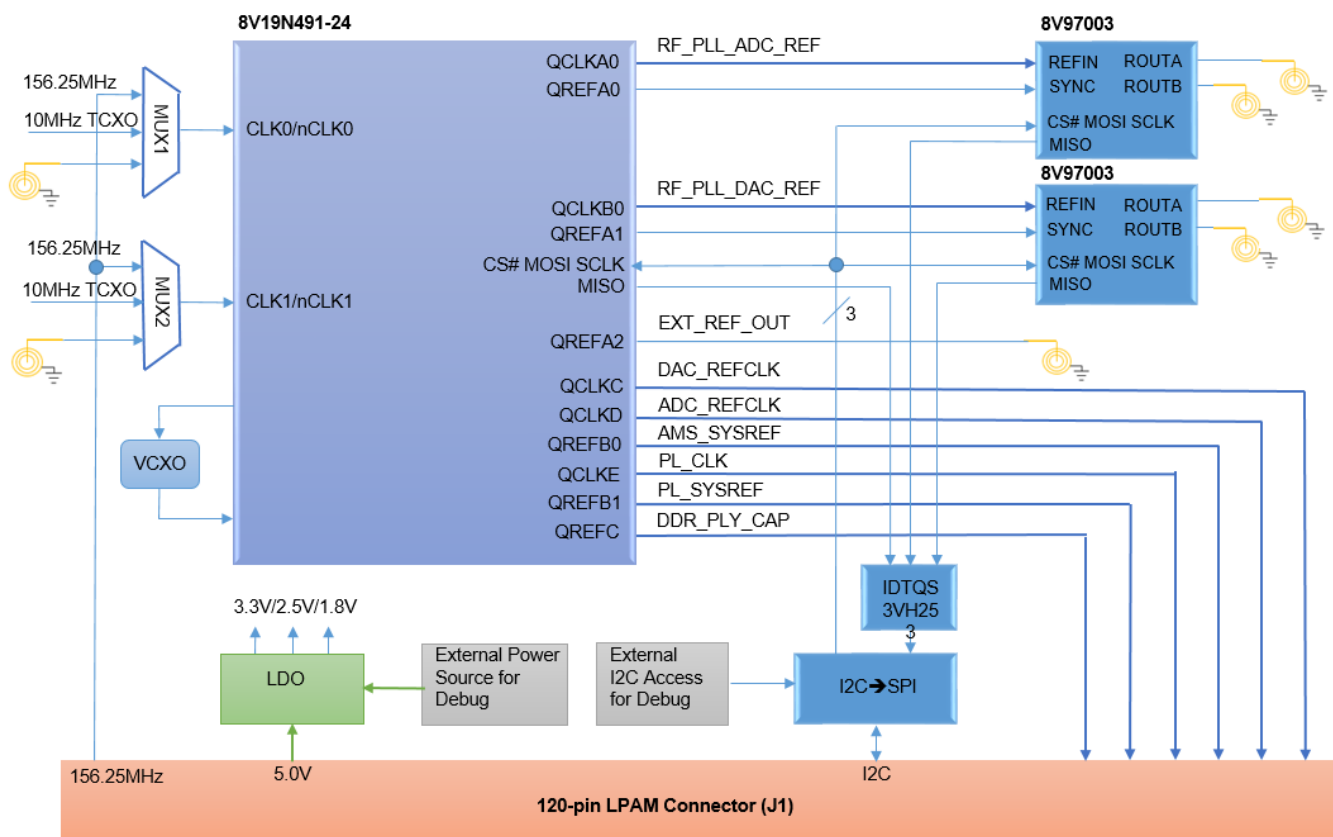 8V19N491-24
8V97003
QCLKA0
RF_PLL_ADC_REF
REFIN ROUTA
QREFA0
SYNC ROUTB
156.25MHz
10MHz TCXO
MUX1
CLK0/nCLK0
CS# MOSI SCLK
MISO
8V97003
RF_PLL_DAC_REF
QCLKB0
REFIN ROUTA
QREFA1
SYNC ROUTB
156.25MHz
10MHz TCXO
MUX2
CLK1/nCLK1
CS# MOSI SCLK
MISO
CS# MOSI SCLK
MISO
3
EXT_REF_OUT
QREFA2
DAC_REFCLK
QCLKC
ADC_REFCLK
QCLKD
AMS_SYSREF
QREFB0
PL_CLK
QCLKE
PL_SYSREF
QREFB1
DDR_PLY_CAP
QREFC
VCXO
IDTQS
3VH25
3
3.3V/2.5V/1.8V
LDO
External Power
Source for
Debug
External
I2C Access
for Debug
I2C➔SPI
156.25MHz
5.0V
I2C
120-pin LPAM Connector (J1)